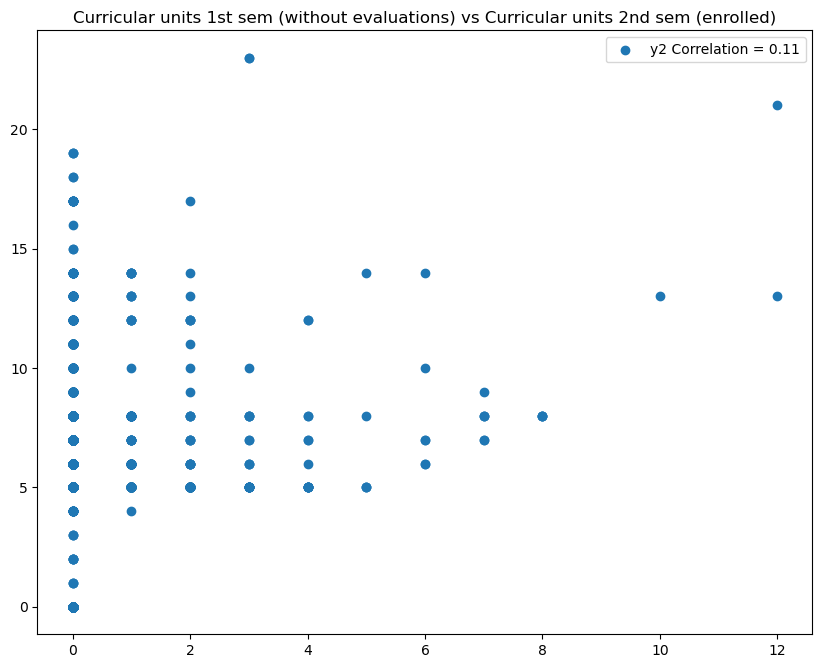 Curricular units 1st sem (without evaluations) vs Curricular units 2nd sem (enrolled)
y2 Correlation = 0.11
20
15
10
5
0
0 2 4 6 8 10 12